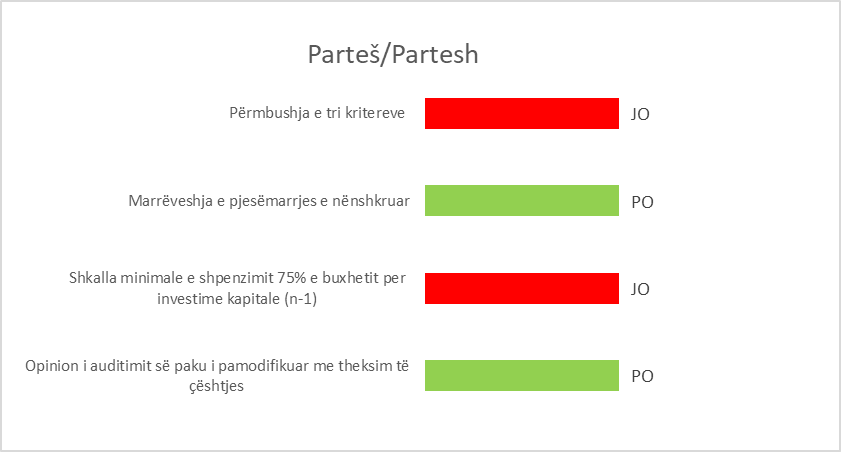 Parteš/Partesh
Përmbushja e tri kritereve
JO
Marrëveshja e pjesëmarrjes e nënshkruar
PO
Shkalla minimale e shpenzimit 75% e buxhetit per
investime kapitale (n-1)
JO
Opinion i auditimit së paku i pamodifikuar me theksim të
çështjes
PO